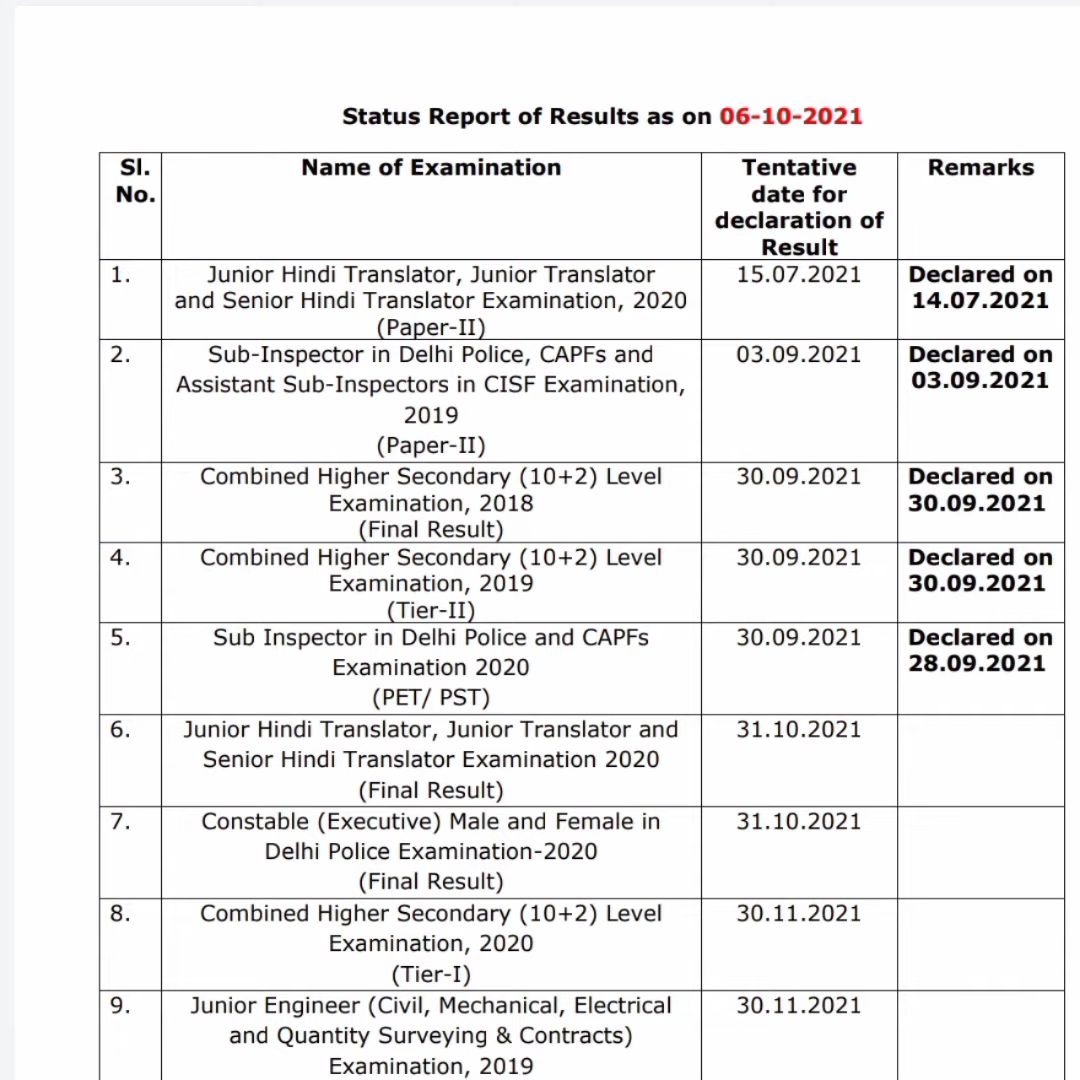 Status Report of Results as on 06-10-2021
Sl. No. Name of Examination Tentative date for declaration of Result Remarks
1. Junior Hindi Translator, Junior Translator 15.07.2021 Declared on
and Senior Hindi Translator Examination, 2020 14.07.2021
(Paper-II)
2. Sub-Inspector in Delhi Police, CAPFs and 03.09.2021 Declared on
Assistant Sub-Inspectors in CISF Examination, 03.09.2021
2019
(Paper-II)
3. Combined Higher Secondary (10+2) Level 30.09.2021 Declared on
Examination, 2018 30.09.2021
(Final Result)
4. Combined Higher Secondary (10+2) Level 30.09.2021 Declared on
Examination, 2019 30.09.2021
(Tier-II)
5. Sub Inspector in Delhi Police and CAPFs 30.09.2021 Declared on
Examination 2020 28.09.2021
(PET/ PST)
6. Junior Hindi Translator, Junior Translator and 31.10.2021
Senior Hindi Translator Examination 2020
(Final Result)
7. Constable (Executive) Male and Female in 31.10.2021
Delhi Police Examination-2020
(Final Result)
8. Combined Higher Secondary (10+2) Level 30.11.2021
Examination, 2020
(Tier-I)
9. Junior Engineer (Civil, Mechanical, Electrical 30.11.2021
and Quantity Surveying & Contracts)
Examination, 2019